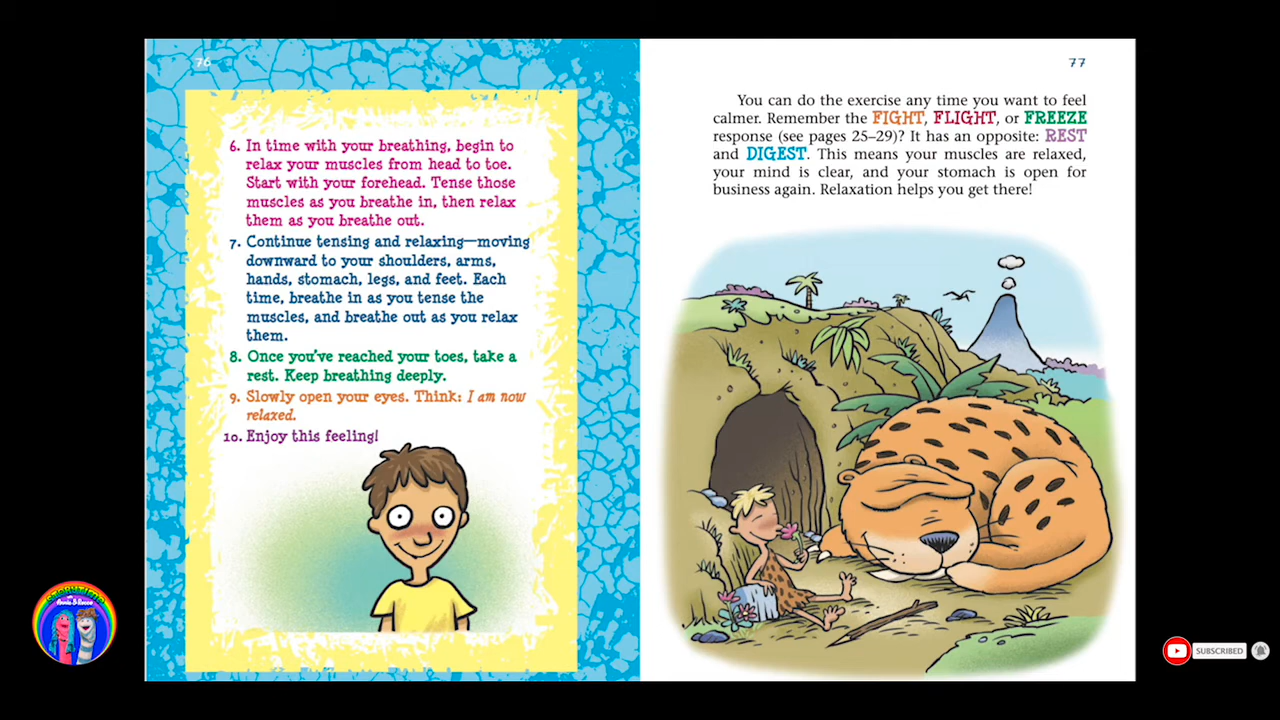 76
6. In time with your breathing, begin to
relax your muscles from head to toe.
Start with your forehead. Tense those
muscles as you breathe in, then relax
them as you breathe out.
7. Continue tensing and relaxing—moving
downward to your shoulders, arms,
hands, stomach, legs, and feet. Each
time, breathe in as you tense the
muscles, and breathe out as you relax
them.
8. Once you've reached your toes, take a
rest. Keep breathing deeply.
9. Slowly open your eyes. Think: I am now
relaxed.
10. Enjoy this feeling!
77
You can do the exercise any time you want to feel
calmer. Remember the FIGHT, FLIGHT, or FREEZE
response (see pages 25–29)? It has an opposite: REST
and DIGEST. This means your muscles are relaxed,
your mind is clear, and your stomach is open for
business again. Relaxation helps you get there!
STORYTIME
SUBSCRIBED